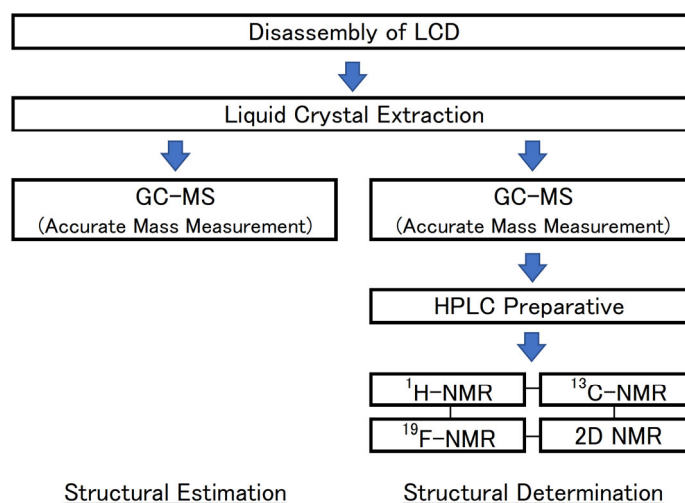 Disassembly of LCD
Liquid Crystal Extraction
GC-MS
(Accurate Mass Measurement)
GC-MS
(Accurate Mass Measurement)
HPLC Preparative
¹H-NMR
¹³C-NMR
¹⁹F-NMR
2D NMR
Structural Estimation
Structural Determination